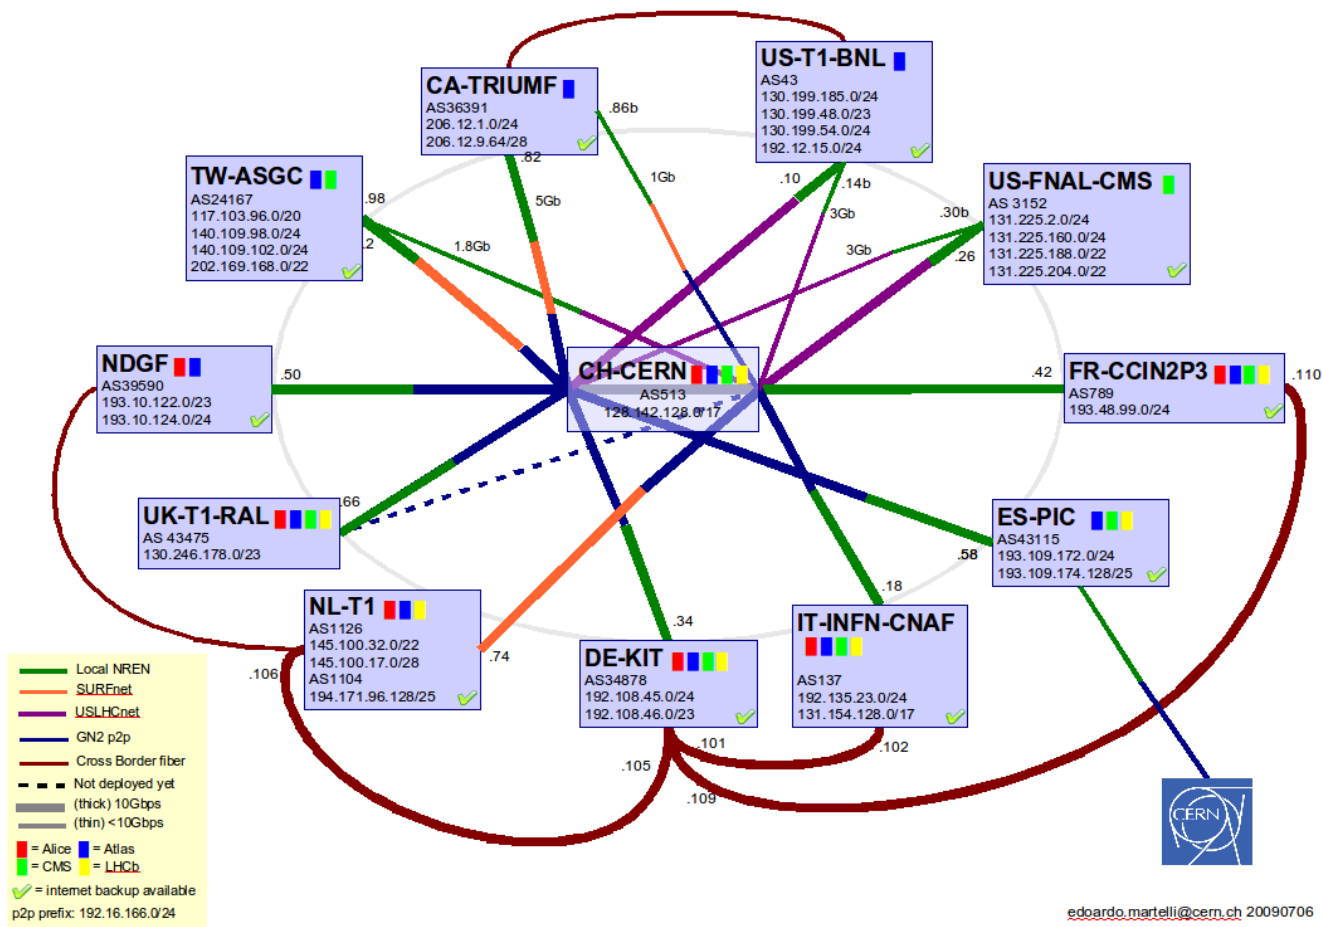 CA-TRIUMF
AS36391
206.12.1.0/24
206.12.9.64/28
US-T1-BNL
AS43
130.199.185.0/24
130.199.48.0/23
130.199.54.0/24
192.12.15.0/24
TW-ASGC
AS24167
117.103.96.0/20
140.109.98.0/24
140.109.102.0/24
202.169.168.0/22
US-FNAL-CMS
AS 3152
131.225.2.0/24
131.225.160.0/24
131.225.188.0/22
131.225.204.0/22
.86b
.82
1Gb
5Gb
.10
.14b
3Gb
.98
.2
1.8Gb
.30b
3Gb
.26
NDGF
AS39590
193.10.122.0/23
193.10.124.0/24
.50
CH-CERN
AS513
128.142.128.0/17
.42
FR-CCIN2P3
AS789
193.48.99.0/24
.110
UK-T1-RAL
AS 43475
130.246.178.0/23
.66
ES-PIC
AS43115
193.109.172.0/24
193.109.174.128/25
.58
NL-T1
AS1126
145.100.32.0/22
145.100.17.0/28
AS1104
194.171.96.128/25
.74
.106
DE-KIT
AS34878
192.108.45.0/24
192.108.46.0/23
.34
IT-INFN-CNAF
AS137
192.135.23.0/24
131.154.128.0/17
.18
.101
.102
.105
.109
CERN
Local NREN
SURFnet
USLHCnet
GN2 p2p
Cross Border fiber
Not deployed yet
(thick) 10Gbps
(thin) <10Gbps
= Alice = Atlas
= CMS = LHCb
= internet backup available
p2p prefix: 192.16.166.0/24
edoardo.martelli@cern.ch 20090706